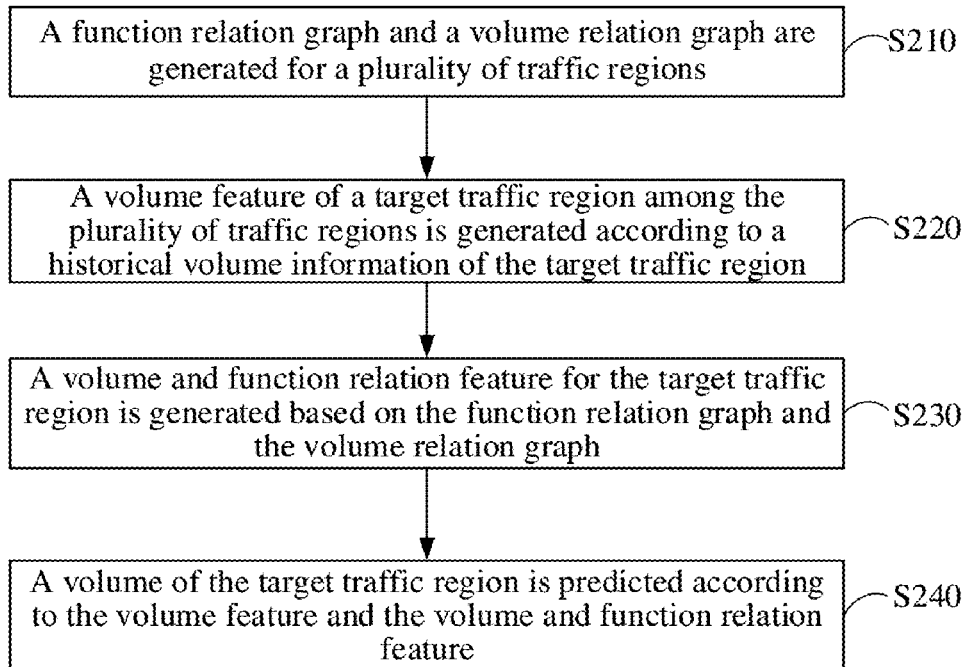 A function relation graph and a volume relation graph are
generated for a plurality of traffic regions
S210
A volume feature of a target traffic region among the
plurality of traffic regions is generated according to a
historical volume information of the target traffic region
S220
A volume and function relation feature for the target traffic
region is generated based on the function relation graph and
the volume relation graph
S230
A volume of the target traffic region is predicted according
to the volume feature and the volume and function relation
feature
S240